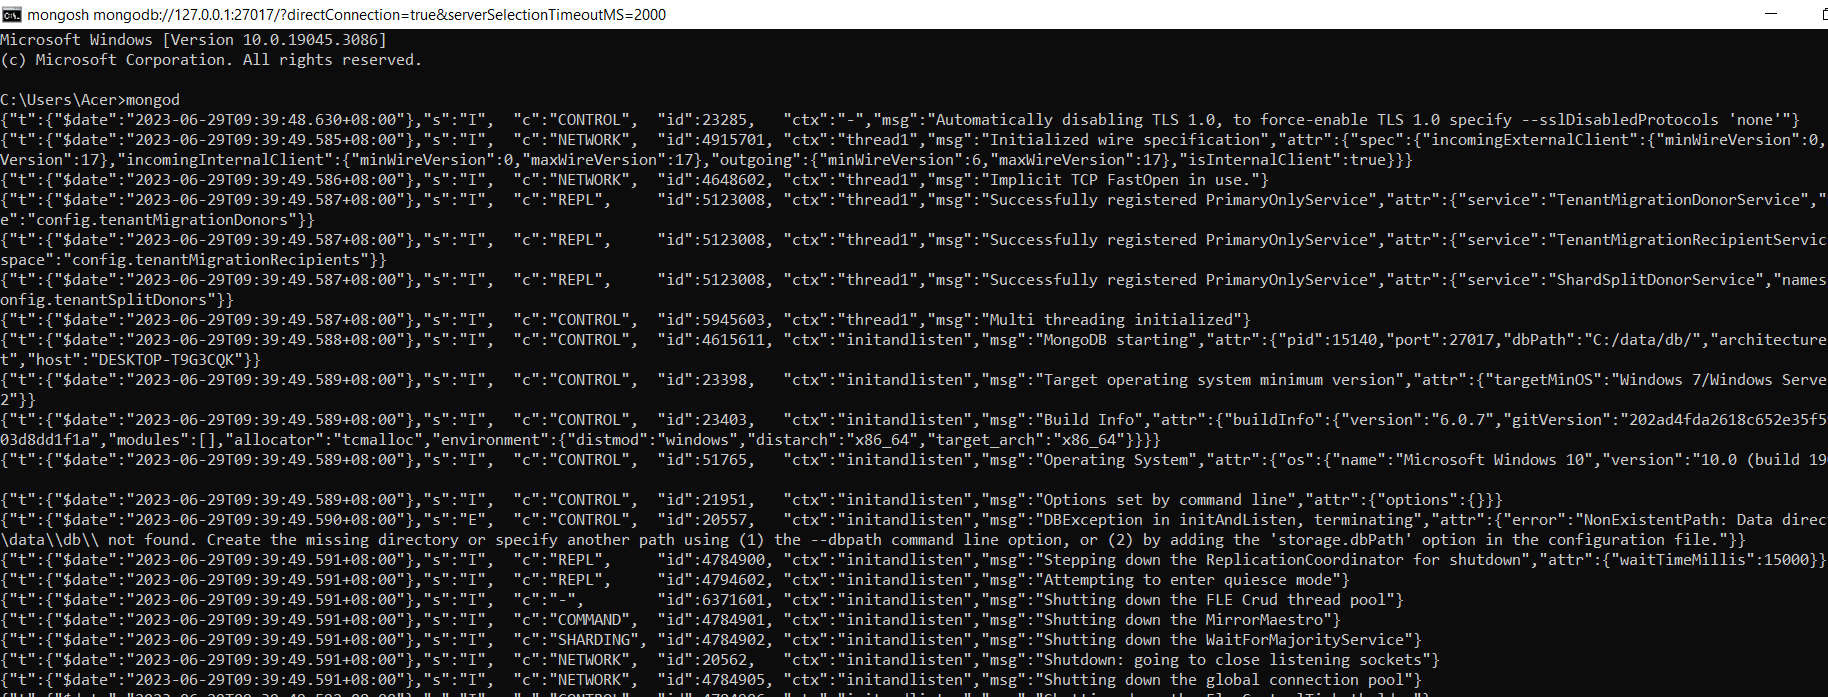 mongosh mongodb://127.0.0.1:27017/?directConnection=true&serverSelectionTimeoutMS=2000
Microsoft Windows [Version 10.0.19045.3086]
(c) Microsoft Corporation. All rights reserved.
C:\Users\Acer>mongod
{"t":{"$date":"2023-06-29T09:39:48.630+08:00"},"s":"I",  "c":"CONTROL",  "id":23285,   "ctx":"-","msg":"Automatically disabling TLS 1.0, to force-enable TLS 1.0 specify --sslDisabledProtocols 'none'"}
{"t":{"$date":"2023-06-29T09:39:49.585+08:00"},"s":"I",  "c":"NETWORK",  "id":4915701, "ctx":"thread1","msg":"Initialized wire specification","attr":{"spec":{"incomingExternalClient":{"minWireVersion":0,
Version":17},"incomingInternalClient":{"minWireVersion":0,"maxWireVersion":17},"outgoing":{"minWireVersion":6,"maxWireVersion":17},"isInternalClient":true}}}
{"t":{"$date":"2023-06-29T09:39:49.586+08:00"},"s":"I",  "c":"NETWORK",  "id":4648602, "ctx":"thread1","msg":"Implicit TCP FastOpen in use."}
{"t":{"$date":"2023-06-29T09:39:49.587+08:00"},"s":"I",  "c":"REPL",     "id":5123008, "ctx":"thread1","msg":"Successfully registered PrimaryOnlyService","attr":{"service":"TenantMigrationDonorService","
e":"config.tenantMigrationDonors"}}
{"t":{"$date":"2023-06-29T09:39:49.587+08:00"},"s":"I",  "c":"REPL",     "id":5123008, "ctx":"thread1","msg":"Successfully registered PrimaryOnlyService","attr":{"service":"TenantMigrationRecipientServic
space":"config.tenantMigrationRecipients"}}
{"t":{"$date":"2023-06-29T09:39:49.587+08:00"},"s":"I",  "c":"REPL",     "id":5123008, "ctx":"thread1","msg":"Successfully registered PrimaryOnlyService","attr":{"service":"ShardSplitDonorService","names
onfig.tenantSplitDonors"}}
{"t":{"$date":"2023-06-29T09:39:49.587+08:00"},"s":"I",  "c":"CONTROL",  "id":5945603, "ctx":"thread1","msg":"Multi threading initialized"}
{"t":{"$date":"2023-06-29T09:39:49.588+08:00"},"s":"I",  "c":"CONTROL",  "id":4615611, "ctx":"initandlisten","msg":"MongoDB starting","attr":{"pid":15140,"port":27017,"dbPath":"C:/data/db/","architecture
t","host":"DESKTOP-T9G3CQK"}}
{"t":{"$date":"2023-06-29T09:39:49.589+08:00"},"s":"I",  "c":"CONTROL",  "id":23398,   "ctx":"initandlisten","msg":"Target operating system minimum version","attr":{"targetMinOS":"Windows 7/Windows Serve
2"}}
{"t":{"$date":"2023-06-29T09:39:49.589+08:00"},"s":"I",  "c":"CONTROL",  "id":23403,   "ctx":"initandlisten","msg":"Build Info","attr":{"buildInfo":{"version":"6.0.7","gitVersion":"202ad4fda2618c652e35f5
03d8dd1f1a","modules":[],"allocator":"tcmalloc","environment":{"distmod":"windows","distarch":"x86_64","target_arch":"x86_64"}}}}
{"t":{"$date":"2023-06-29T09:39:49.589+08:00"},"s":"I",  "c":"CONTROL",  "id":51765,   "ctx":"initandlisten","msg":"Operating System","attr":{"os":{"name":"Microsoft Windows 10","version":"10.0 (build 19
{"t":{"$date":"2023-06-29T09:39:49.589+08:00"},"s":"I",  "c":"CONTROL",  "id":21951,   "ctx":"initandlisten","msg":"Options set by command line","attr":{"options":{}}}
{"t":{"$date":"2023-06-29T09:39:49.590+08:00"},"s":"E",  "c":"CONTROL",  "id":20557,   "ctx":"initandlisten","msg":"DBException in initAndListen, terminating","attr":{"error":"NonExistentPath: Data direc
\data\\db\\ not found. Create the missing directory or specify another path using (1) the --dbpath command line option, or (2) by adding the 'storage.dbPath' option in the configuration file."}}
{"t":{"$date":"2023-06-29T09:39:49.591+08:00"},"s":"I",  "c":"REPL",     "id":4784900, "ctx":"initandlisten","msg":"Stepping down the ReplicationCoordinator for shutdown","attr":{"waitTimeMillis":15000}}
{"t":{"$date":"2023-06-29T09:39:49.591+08:00"},"s":"I",  "c":"REPL",     "id":4794602, "ctx":"initandlisten","msg":"Attempting to enter quiesce mode"}
{"t":{"$date":"2023-06-29T09:39:49.591+08:00"},"s":"I",  "c":"-",        "id":6371601, "ctx":"initandlisten","msg":"Shutting down the FLE Crud thread pool"}
{"t":{"$date":"2023-06-29T09:39:49.591+08:00"},"s":"I",  "c":"COMMAND",  "id":4784901, "ctx":"initandlisten","msg":"Shutting down the MirrorMaestro"}
{"t":{"$date":"2023-06-29T09:39:49.591+08:00"},"s":"I",  "c":"SHARDING", "id":4784902, "ctx":"initandlisten","msg":"Shutting down the WaitForMajorityService"}
{"t":{"$date":"2023-06-29T09:39:49.591+08:00"},"s":"I",  "c":"NETWORK",  "id":20562,   "ctx":"initandlisten","msg":"Shutdown: going to close listening sockets"}
{"t":{"$date":"2023-06-29T09:39:49.591+08:00"},"s":"I",  "c":"NETWORK",  "id":4784905, "ctx":"initandlisten","msg":"Shutting down the global connection pool"}